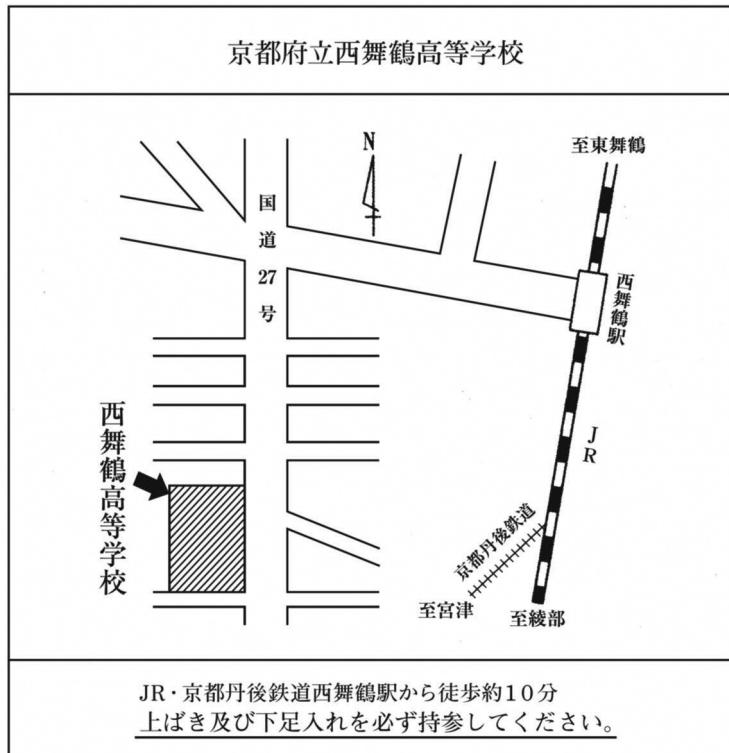 京都府立西舞鶴高等学校
N
至東舞鶴
国道27号
西舞鶴駅
西舞鶴高等学校
JR
京都丹後鉄道
至宮津
至綾部
JR・京都丹後鉄道西舞鶴駅から徒歩約10分
上ばき及び下足入れを必ず持参してください。